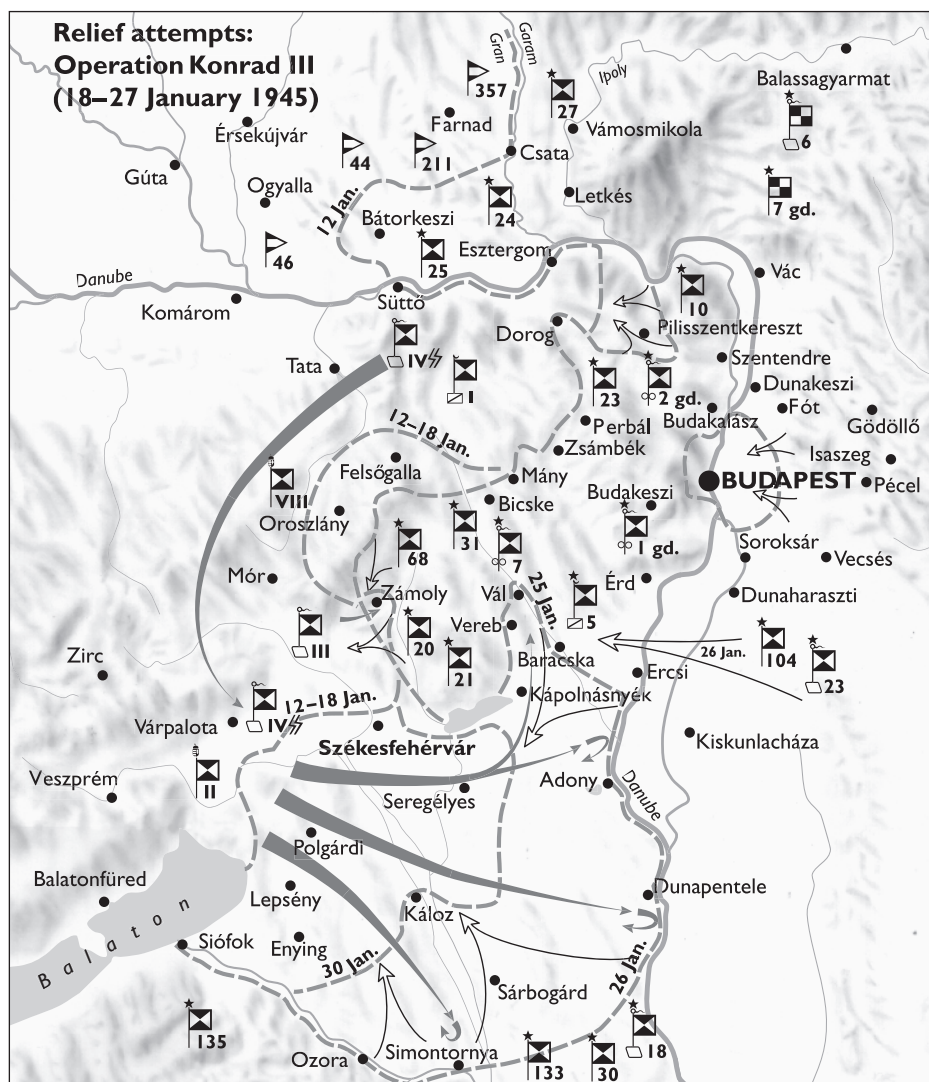 Relief attempts:
Operation Konrad III
(18–27 January 1945)
Gran
Garam
Ipoly
357
27
Balassagyarmat
6
Farnad
Vámosmikola
Érsekújvár
44
211
Csata
Gúta
Ogyalla
12 Jan.
24
Letkés
7 gd.
Bátorkeszi
25
Esztergom
46
Danube
Vác
Komárom
Süttő
10
Dorog
Pilisszentkereszt
IV
Tata
1
23
2 gd.
Szentendre
Dunakeszi
Fót
Gödöllő
Perbál
Budakalász
12–18 Jan.
Zsámbék
Felsőgalla
Isaszeg
Mány
BUDAPEST
Pécel
VIII
Bicske
Budakeszi
Oroszlány
31
1 gd.
68
7
Soroksár
Vecsés
Mór
Zámoly
Vál
25 Jan.
Érd
5
Dunaharaszti
III
20
Vereb
21
Baracska
26 Jan.
104
Zirc
Ercsi
23
Kápolnásnyék
12–18 Jan.
IV
Várpalota
Székesfehérvár
Kiskunlacháza
Veszprém
II
Seregélyes
Adony
Danube
Polgárdi
Balatonfüred
Lepsény
Dunapentele
Káloz
Balaton
Siófok
Enying
30 Jan.
26 Jan.
Sárbogárd
135
18
Ozora
Simontornya
133
30